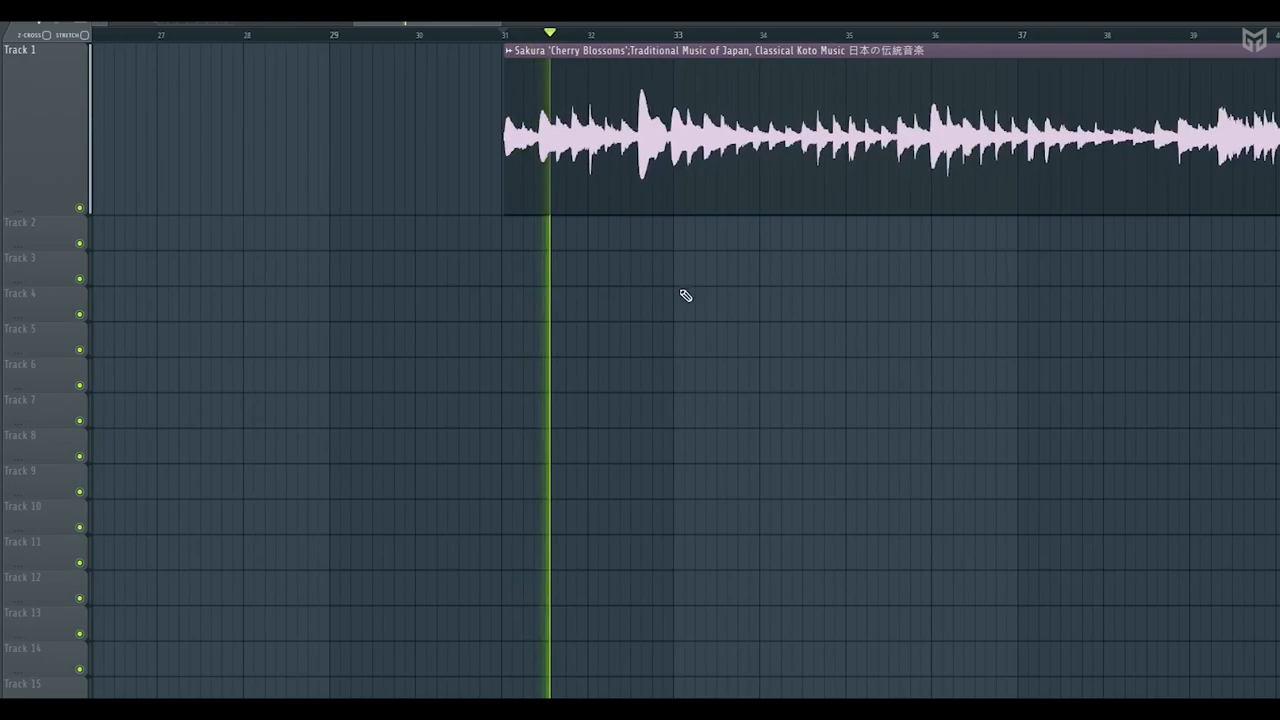 Z-CROSS STRETCH
27 28 29 30 31 32 33 34 35 36 37 38 39
Track 1
Sakura 'Cherry Blossoms';Traditional Music of Japan, Classical Koto Music 日本の伝統音楽
Track 2
Track 3
Track 4
Track 5
Track 6
Track 7
Track 8
Track 9
Track 10
Track 11
Track 12
Track 13
Track 14
Track 15